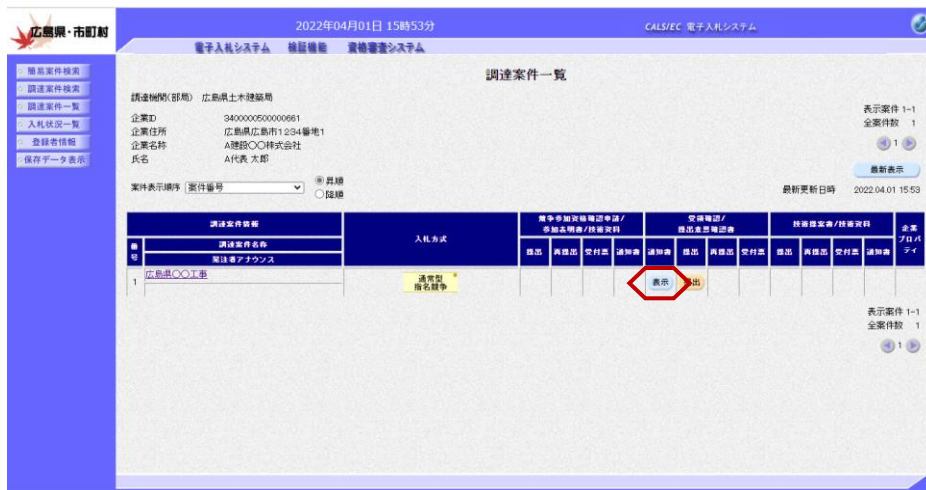 広島県・市町村
2022年04月01日 15時53分
CALS/EC 電子入札システム
電子入札システム 検証機能 資格審査システム
簡易案件検索
調達案件検索
調達案件一覧
入札状況一覧
登録者情報
保存データ表示
調達案件一覧
調達機関(部局) 広島県土木建築局
企業ID 3400000500000661
企業住所 広島県広島市1234番地1
企業名称 A建設〇〇株式会社
氏名 A代表 太郎
表示案件 1-1
全案件数 1
1
最新表示
案件表示順序 案件番号
昇順
降順
最新更新日時 2022.04.01 15:53
調達案件情報
入札方式
競争参加資格確認申請/
参加表明書/技術資料
受領確認/
提出意思確認書
技術提案書/技術資料
企業
プロパ
ティ
番
号
調達案件名称
発注者アナウンス
提出 再提出 受付票 通知書 通知書 提出 再提出 受付票 提出 再提出 受付票 通知書
1
広島県〇〇工事
通常型
指名競争
表示
提出
表示案件 1-1
全案件数 1
1